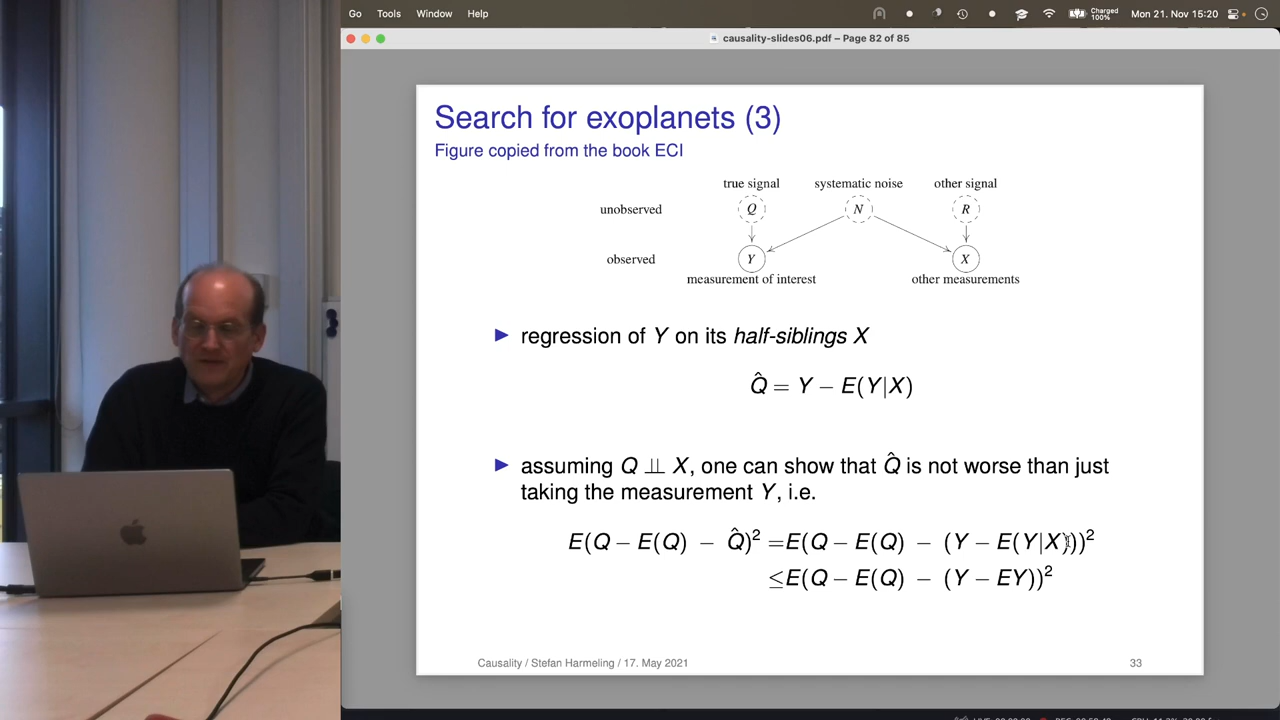 Go Tools Window Help
Charged
100%
Mon 21. Nov 15:20
causality-slides06.pdf – Page 82 of 85
Search for exoplanets (3)
Figure copied from the book ECI
true signal systematic noise other signal
unobserved Q N R
observed Y X
measurement of interest other measurements
▶ regression of Y on its half-siblings X
Q̂ = Y − E(Y|X)
▶ assuming Q ⊥⊥ X, one can show that Q̂ is not worse than just
taking the measurement Y, i.e.
E(Q − E(Q) − Q̂)² =E(Q − E(Q) − (Y − E(Y|X)))²
≤E(Q − E(Q) − (Y − EY))²
Causality / Stefan Harmeling / 17. May 2021 33